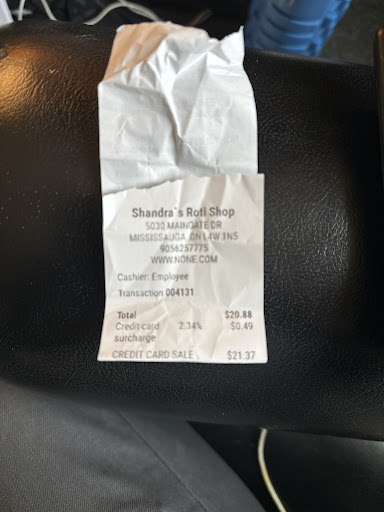 Shandra`s Roti Shop
5030 MAINGATE DR
MISSISSAUGA, ON L4W 1N5
9056257775
WWW.NONE.COM
Cashier: Employee
Transaction 004131
Total $20.88
Credit card 2.34% $0.49
surcharge
CREDIT CARD SALE $21.37